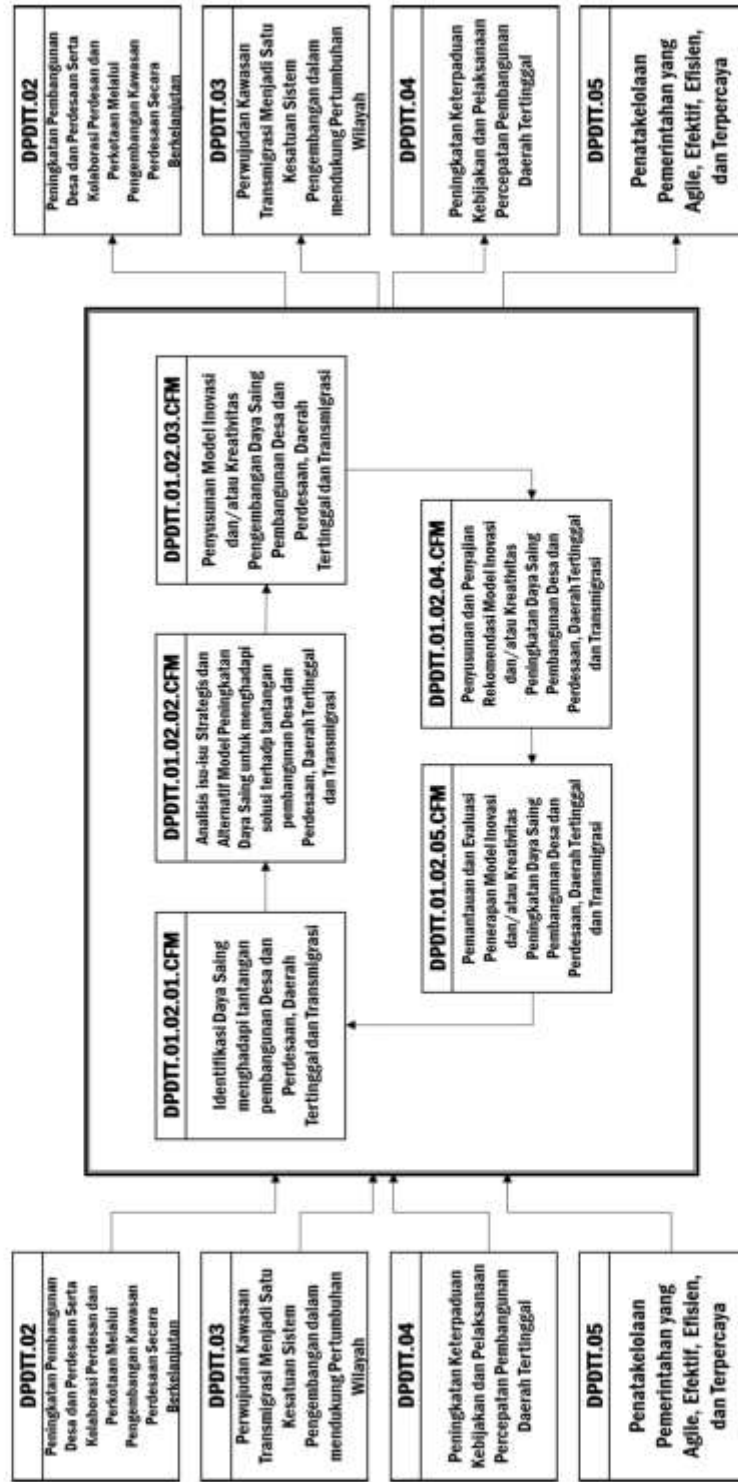 DPDTT.02
Peningkatan Pembangunan
Desa dan Perdesaan Serta
Kolaborasi Perdesan dan
Perkotaan Melalui
Pengembangan Kawasan
Perdesaan Secara
Berkelanjutan
DPDTT.03
Perwujudan Kawasan
Transmigrasi Menjadi Satu
Kesatuan Sistem
Pengembangan dalam
mendukung Pertumbuhan
Wilayah
DPDTT.04
Peningkatan Keterpaduan
Kebijakan dan Pelaksanaan
Percepatan Pembangunan
Daerah Tertinggal
DPDTT.05
Penatakelolaan
Pemerintahan yang
Agile, Efektif, Efisien,
dan Terpercaya
DPDTT.01.02.01.CFM
Identifikasi Daya Saing
menghadapi tantangan
pembangunan Desa dan
Perdesaan, Daerah
Tertinggal dan Transmigrasi
DPDTT.01.02.02.CFM
Analisis isu-isu Strategis dan
Alternatif Model Peningkatan
Daya Saing untuk menghadapi
solusi terhadp tantangan
pembangunan Desa dan
Perdesaan, Daerah Tertinggal
dan Transmigrasi
DPDTT.01.02.03.CFM
Penyusunan Model Inovasi
dan/atau Kreativitas
Pengembangan Daya Saing
Pembangunan Desa dan
Perdesaan, Daerah
Tertinggal dan Transmigrasi
DPDTT.01.02.05.CFM
Pemantauan dan Evaluasi
Penerapan Model Inovasi
dan/atau Kreativitas
Peningkatan Daya Saing
Pembangunan Desa dan
Perdesaan, Daerah Tertinggal
dan Transmigrasi
DPDTT.01.02.04.CFM
Penyusunan dan Penyajian
Rekomendasi Model Inovasi
dan/atau Kreativitas
Peningkatan Daya Saing
Pembangunan Desa dan
Perdesaan, Daerah Tertinggal
dan Transmigrasi
DPDTT.02
Peningkatan Pembangunan
Desa dan Perdesaan Serta
Kolaborasi Perdesan dan
Perkotaan Melalui
Pengembangan Kawasan
Perdesaan Secara
Berkelanjutan
DPDTT.03
Perwujudan Kawasan
Transmigrasi Menjadi Satu
Kesatuan Sistem
Pengembangan dalam
mendukung Pertumbuhan
Wilayah
DPDTT.04
Peningkatan Keterpaduan
Kebijakan dan Pelaksanaan
Percepatan Pembangunan
Daerah Tertinggal
DPDTT.05
Penatakelolaan
Pemerintahan yang
Agile, Efektif, Efisien,
dan Terpercaya